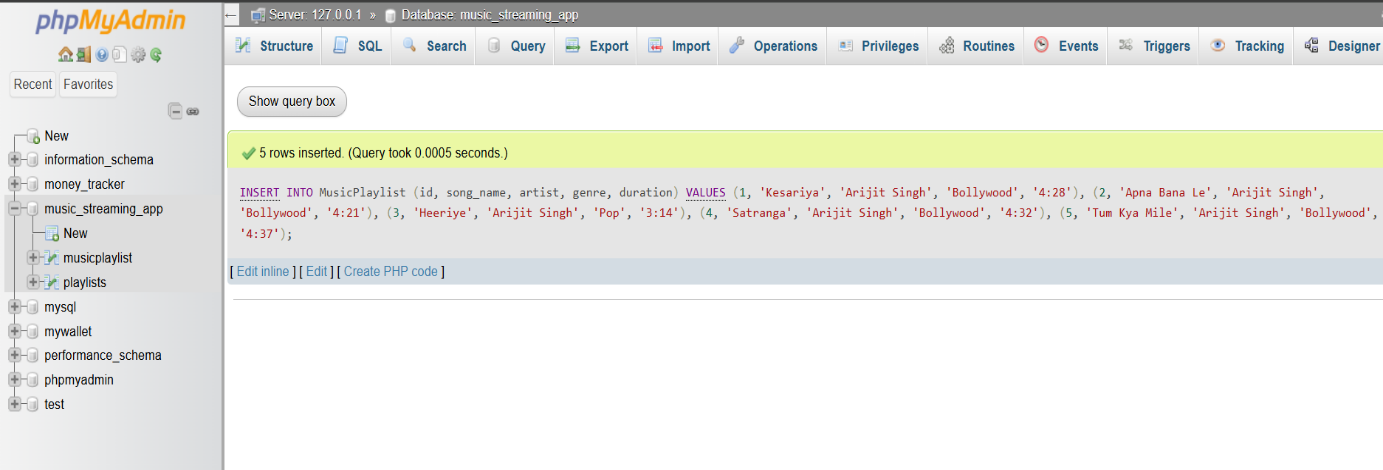 phpMyAdmin
Recent Favorites
New
information_schema
money_tracker
music_streaming_app
New
musicplaylist
playlists
mysql
mywallet
performance_schema
phpmyadmin
test
Server: 127.0.0.1 » Database: music_streaming_app
Structure SQL Search Query Export Import Operations Privileges Routines Events Triggers Tracking Designer
Show query box
5 rows inserted. (Query took 0.0005 seconds.)
INSERT INTO MusicPlaylist (id, song_name, artist, genre, duration) VALUES (1, 'Kesariya', 'Arijit Singh', 'Bollywood', '4:28'), (2, 'Apna Bana Le', 'Arijit Singh',
'Bollywood', '4:21'), (3, 'Heeriye', 'Arijit Singh', 'Pop', '3:14'), (4, 'Satranga', 'Arijit Singh', 'Bollywood', '4:32'), (5, 'Tum Kya Mile', 'Arijit Singh', 'Bollywood',
'4:37');
[ Edit inline ] [ Edit ] [ Create PHP code ]